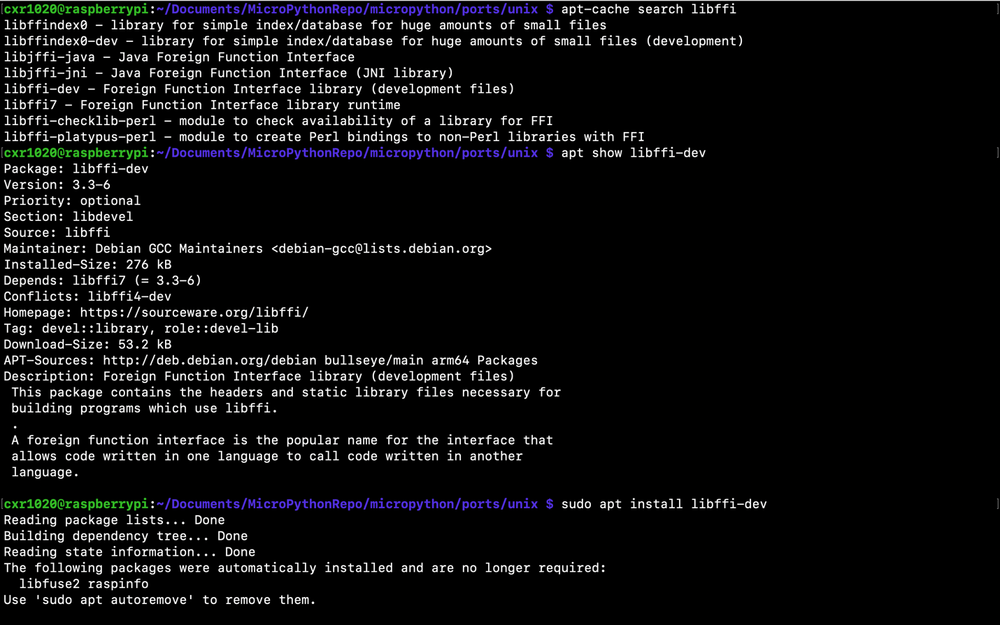 cxr1020@raspberrypi:~/Documents/MicroPythonRepo/micropython/ports/unix $ apt-cache search libffi
libffindex0 - library for simple index/database for huge amounts of small files
libffindex0-dev - library for simple index/database for huge amounts of small files (development)
libjffi-java - Java Foreign Function Interface
libjffi-jni - Java Foreign Function Interface (JNI library)
libffi-dev - Foreign Function Interface library (development files)
libffi7 - Foreign Function Interface library runtime
libffi-checklib-perl - module to check availability of a library for FFI
libffi-platypus-perl - module to create Perl bindings to non-Perl libraries with FFI
cxr1020@raspberrypi:~/Documents/MicroPythonRepo/micropython/ports/unix $ apt show libffi-dev
Package: libffi-dev
Version: 3.3-6
Priority: optional
Section: libdevel
Source: libffi
Maintainer: Debian GCC Maintainers <debian-gcc@lists.debian.org>
Installed-Size: 276 kB
Depends: libffi7 (= 3.3-6)
Conflicts: libffi4-dev
Homepage: https://sourceware.org/libffi/
Tag: devel::library, role::devel-lib
Download-Size: 53.2 kB
APT-Sources: http://deb.debian.org/debian bullseye/main arm64 Packages
Description: Foreign Function Interface library (development files)
 This package contains the headers and static library files necessary for
 building programs which use libffi.
 .
 A foreign function interface is the popular name for the interface that
 allows code written in one language to call code written in another
 language.
cxr1020@raspberrypi:~/Documents/MicroPythonRepo/micropython/ports/unix $ sudo apt install libffi-dev
Reading package lists... Done
Building dependency tree... Done
Reading state information... Done
The following packages were automatically installed and are no longer required:
  libfuse2 raspinfo
Use 'sudo apt autoremove' to remove them.